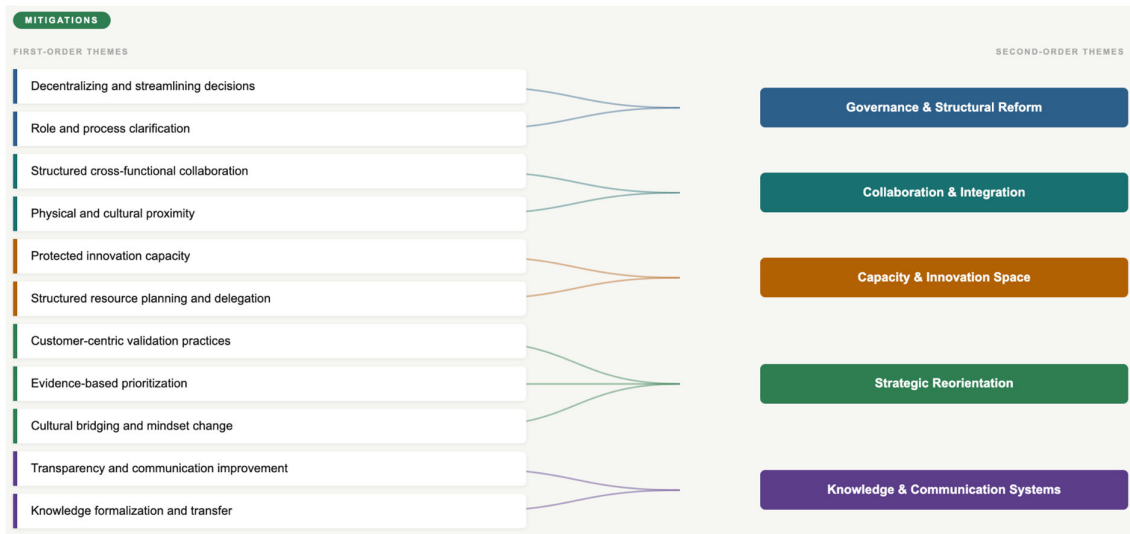 MITIGATIONS
FIRST-ORDER THEMES
SECOND-ORDER THEMES
Decentralizing and streamlining decisions
Role and process clarification
Governance & Structural Reform
Structured cross-functional collaboration
Physical and cultural proximity
Collaboration & Integration
Protected innovation capacity
Structured resource planning and delegation
Capacity & Innovation Space
Customer-centric validation practices
Evidence-based prioritization
Cultural bridging and mindset change
Strategic Reorientation
Transparency and communication improvement
Knowledge formalization and transfer
Knowledge & Communication Systems